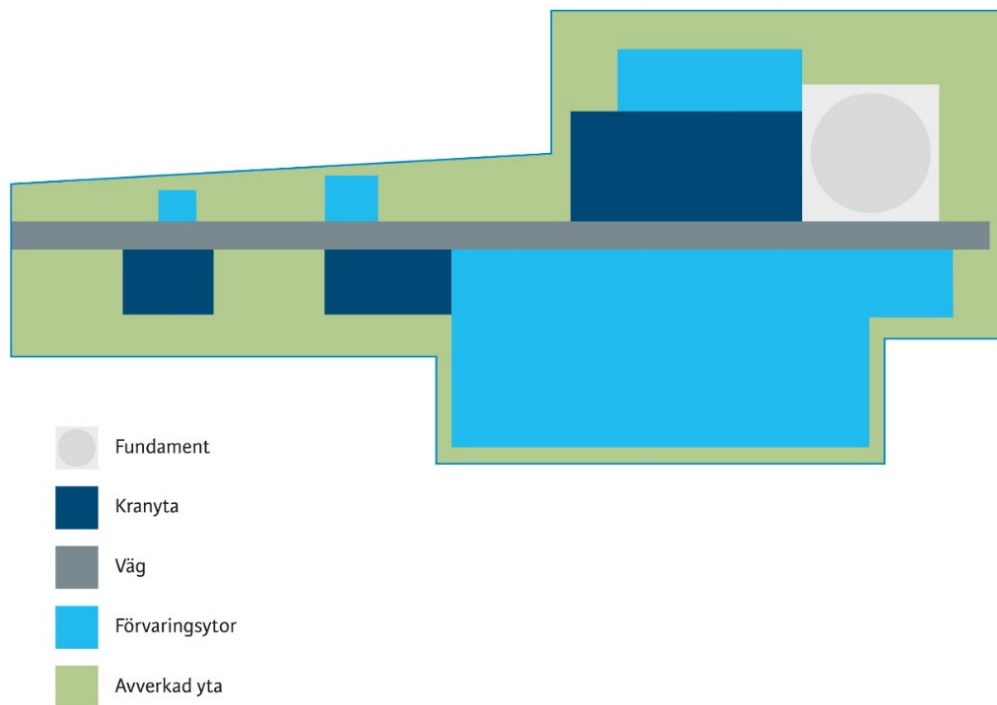 Fundament
Kranyta
Väg
Förvaringsytor
Avverkad yta